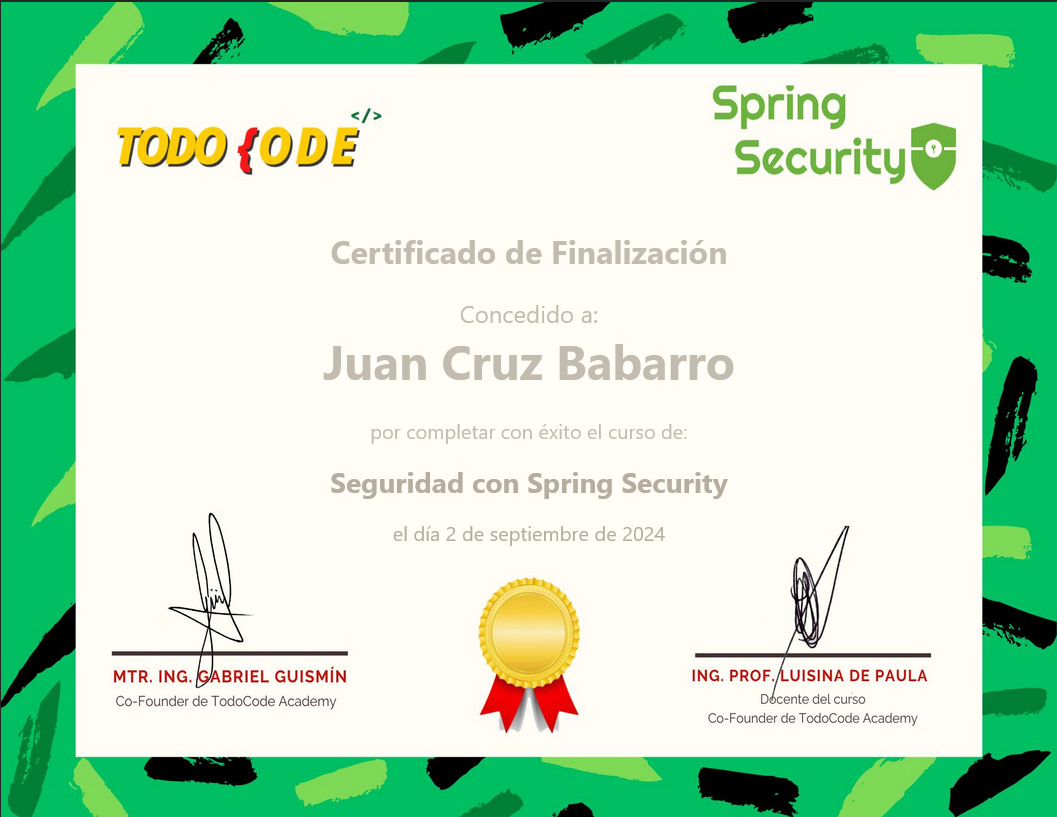 TODO {ODE </>
Spring
Security
Certificado de Finalización
Concedido a:
Juan Cruz Babarro
por completar con éxito el curso de:
Seguridad con Spring Security
el día 2 de septiembre de 2024
MTR. ING. GABRIEL GUISMÍN
Co-Founder de TodoCode Academy
ING. PROF. LUISINA DE PAULA
Docente del curso
Co-Founder de TodoCode Academy